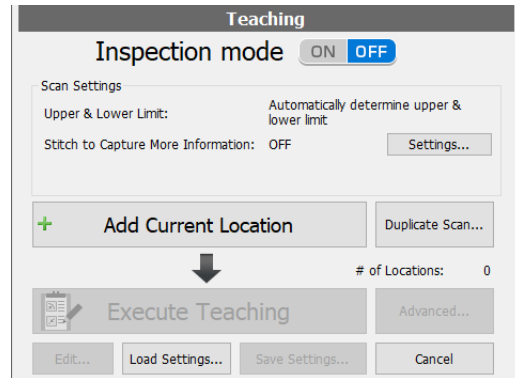 Teaching
Inspection mode ON OFF
Scan Settings
Upper & Lower Limit: Automatically determine upper &
lower limit
Stitch to Capture More Information: OFF Settings...
+ Add Current Location Duplicate Scan...
# of Locations: 0
Execute Teaching Advanced...
Edit... Load Settings... Save Settings... Cancel